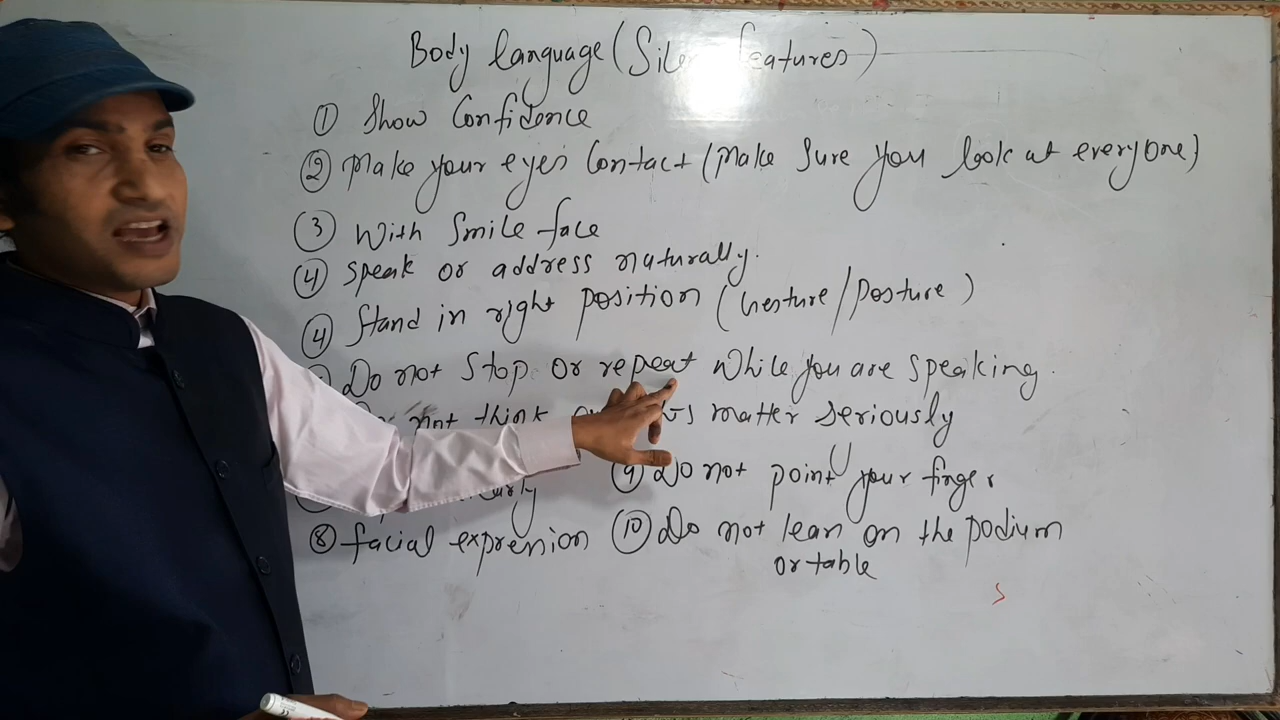 Body language (Sile features)
① Show Confidence
② Make your eye's Contact (Make Sure you look at everyone)
③ With Smile face
④ Speak or address naturally.
④ Stand in right position (Gesture/Posture)
Do not Stop or repeat While you are speaking.
not think matter seriously
⑨ Do not point your finger.
⑧ facial expression ⑩ Do not lean on the podium
or table
S